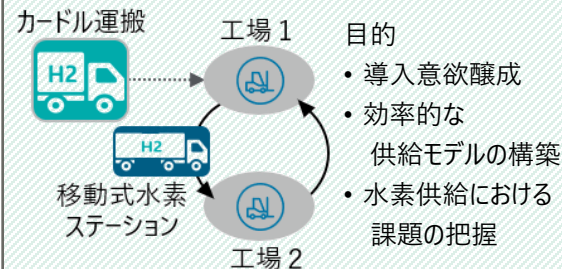 カードル運搬
H2
工場1
H2
移動式水素
ステーション
工場2
目的
• 導入意欲醸成
• 効率的な
供給モデルの構築
• 水素供給における
課題の把握